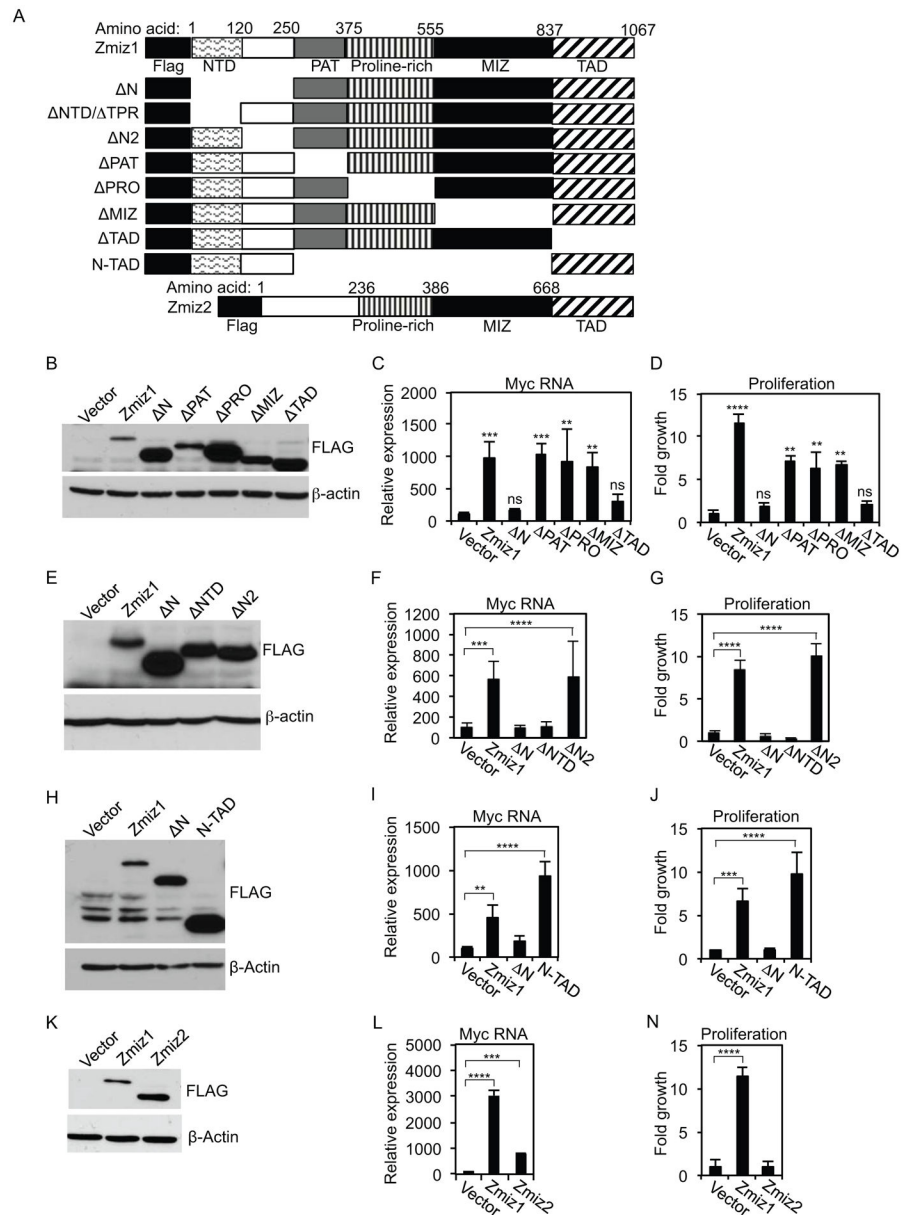 A
Amino acid: 1 120 250 375 555 837 1067
Zmiz1
Flag NTD PAT Proline-rich MIZ TAD
ΔN
ΔNTD/ΔTPR
ΔN2
ΔPAT
ΔPRO
ΔMIZ
ΔTAD
N-TAD
Amino acid: 1 236 386 668
Zmiz2
Flag Proline-rich MIZ TAD
B
Vector Zmiz1 ΔN ΔPAT ΔPRO ΔMIZ ΔTAD
FLAG
β-actin
C
Myc RNA
Relative expression
2000
1500
1000
500
0
*** ns *** ** ** ns
Vector Zmiz1 ΔN ΔPAT ΔPRO ΔMIZ ΔTAD
D
Proliferation
Fold growth
15
10
5
0
**** ns ** ** ** ns
Vector Zmiz1 ΔN ΔPAT ΔPRO ΔMIZ ΔTAD
E
Vector Zmiz1 ΔN ΔNTD ΔN2
FLAG
β-actin
F
Myc RNA
Relative expression
1200
1000
800
600
400
200
0
****
***
Vector Zmiz1 ΔN ΔNTD ΔN2
G
Proliferation
Fold growth
15
10
5
0
****
****
Vector Zmiz1 ΔN ΔNTD ΔN2
H
Vector Zmiz1 ΔN N-TAD
FLAG
β-Actin
I
Myc RNA
Relative expression
1500
1000
500
0
****
**
Vector Zmiz1 ΔN N-TAD
J
Proliferation
Fold growth
15
10
5
0
****
***
Vector Zmiz1 ΔN N-TAD
K
Vector Zmiz1 Zmiz2
FLAG
β-Actin
L
Myc RNA
Relative expression
5000
4000
3000
2000
1000
0
***
****
Vector Zmiz1 Zmiz2
N
Proliferation
Fold growth
15
10
5
0
****
Vector Zmiz1 Zmiz2